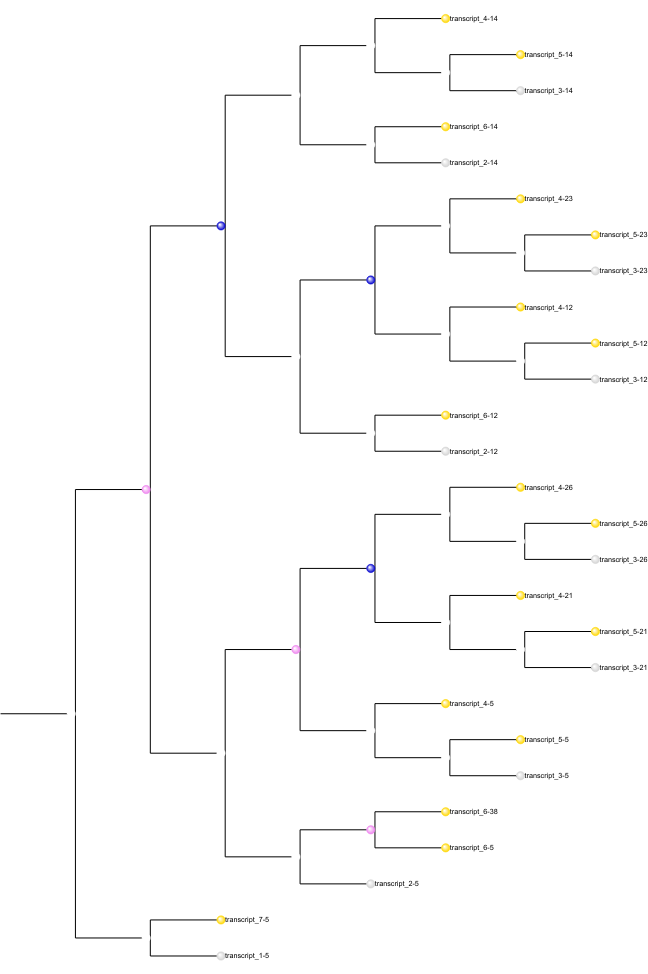 transcript_4-14
transcript_5-14
transcript_3-14
transcript_6-14
transcript_2-14
transcript_4-23
transcript_5-23
transcript_3-23
transcript_4-12
transcript_5-12
transcript_3-12
transcript_6-12
transcript_2-12
transcript_4-26
transcript_5-26
transcript_3-26
transcript_4-21
transcript_5-21
transcript_3-21
transcript_4-5
transcript_5-5
transcript_3-5
transcript_6-38
transcript_6-5
transcript_2-5
transcript_7-5
transcript_1-5